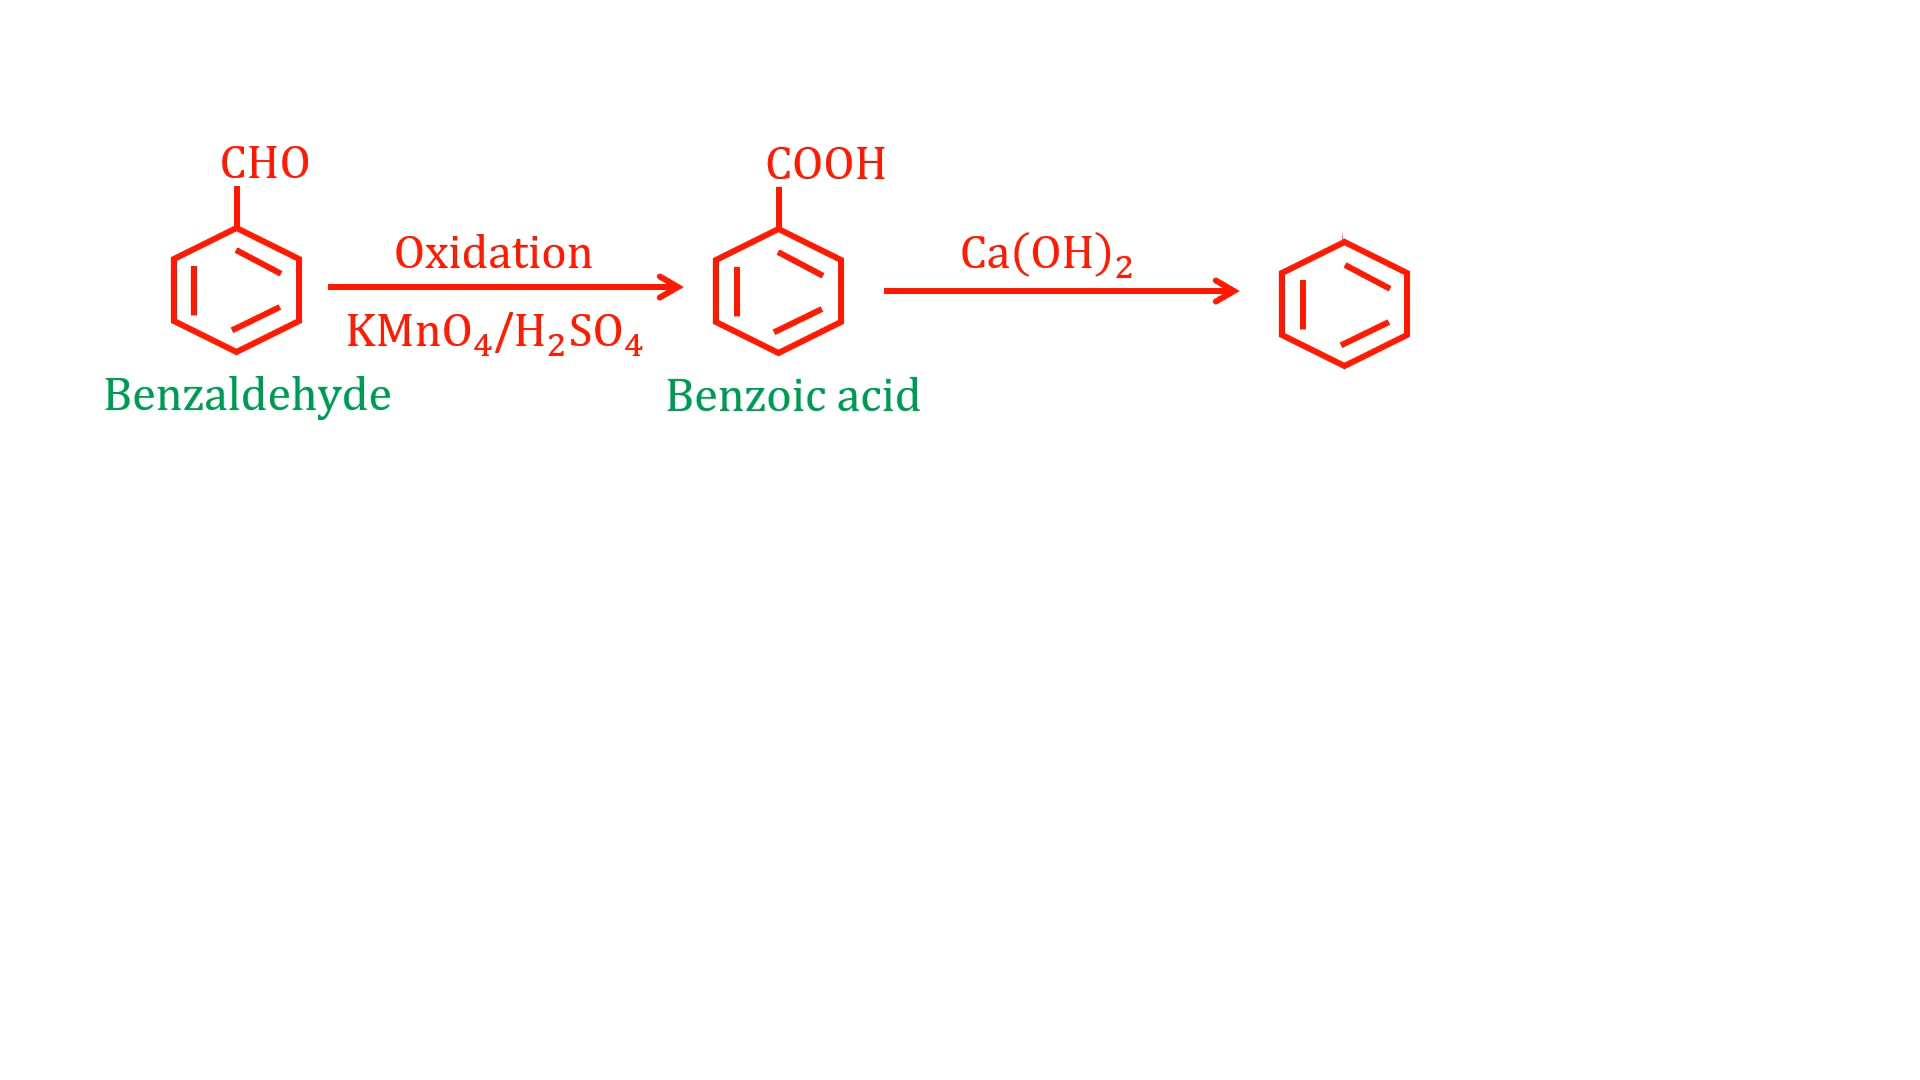 CHO
COOH
Oxidation
Ca(OH)₂
KMnO₄/H₂SO₄
Benzaldehyde
Benzoic acid